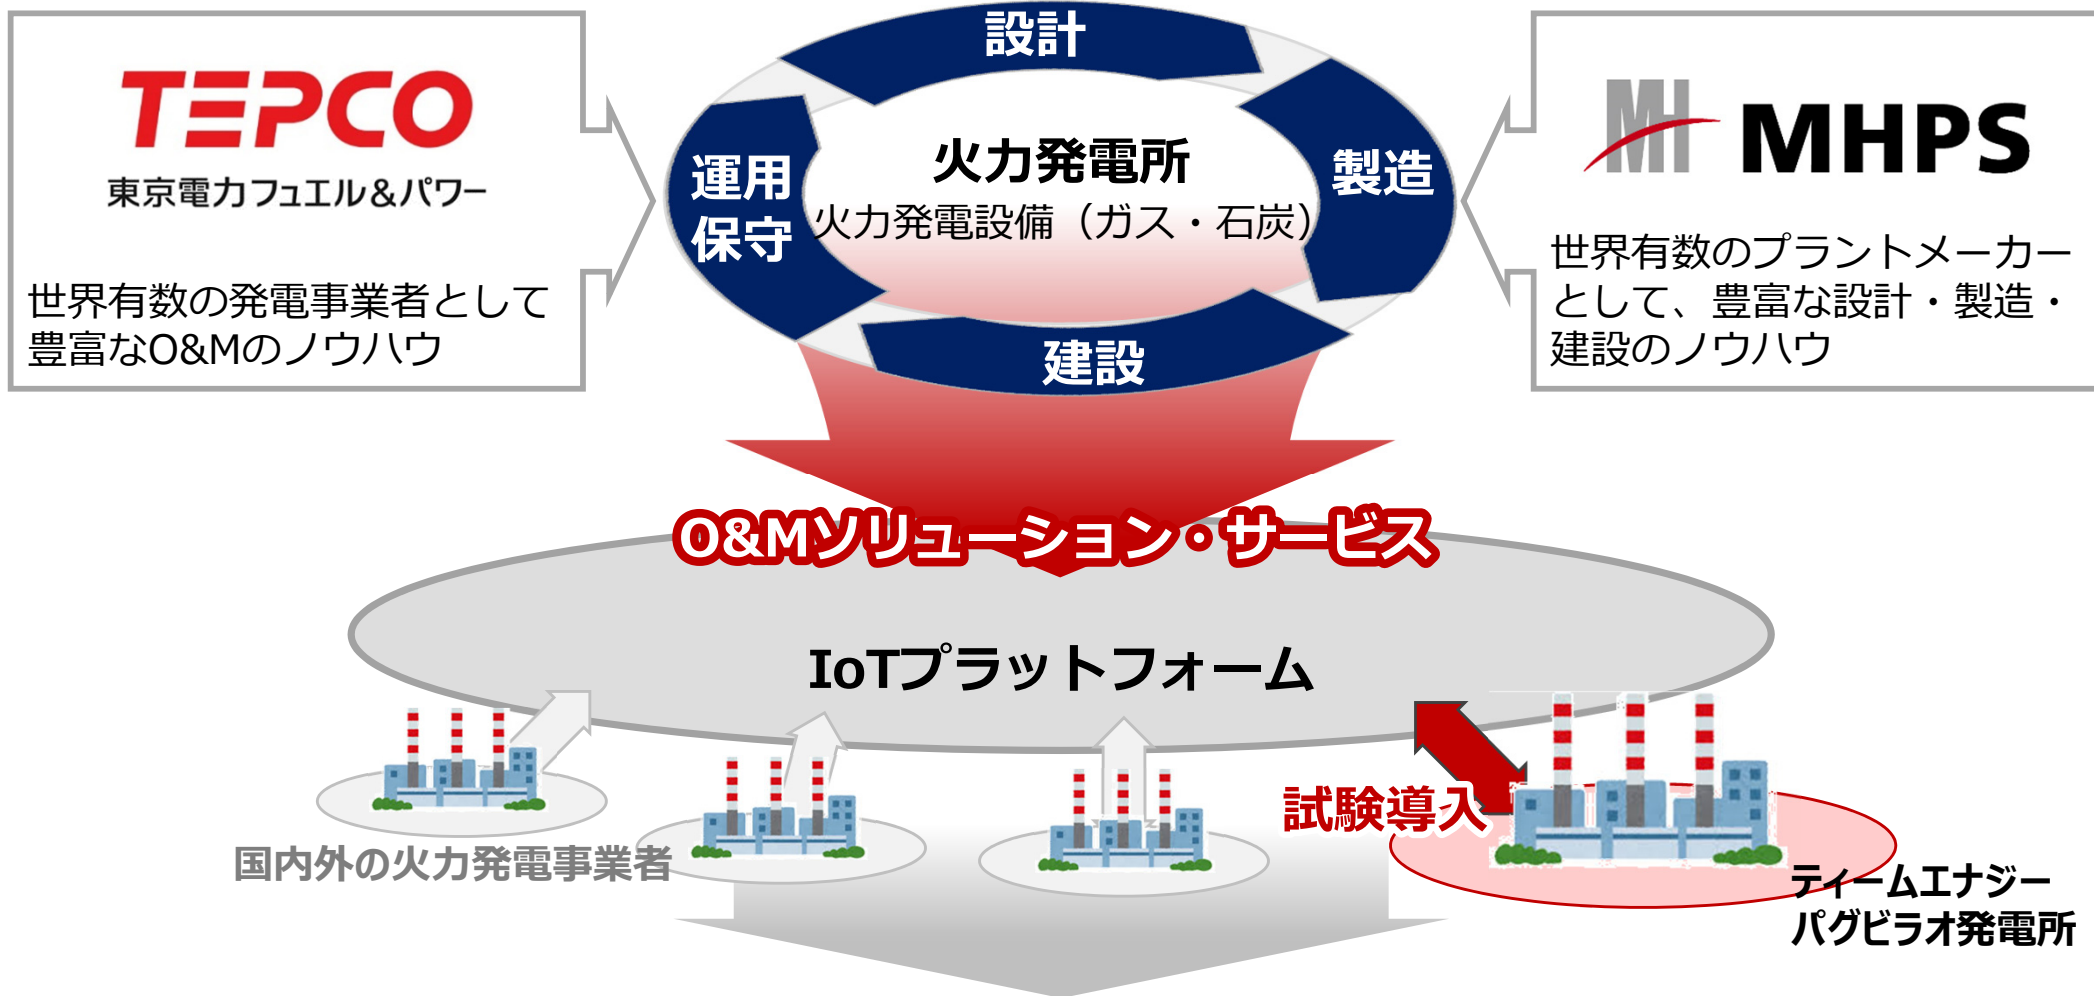 TEPCO
東京電力フュエル&パワー
世界有数の発電事業者として
豊富なO&Mのノウハウ
設計
製造
建設
運用
保守
火力発電所
火力発電設備（ガス・石炭）
MH MHPS
世界有数のプラントメーカー
として、豊富な設計・製造・
建設のノウハウ
O&Mソリューション・サービス
IoTプラットフォーム
試験導入
国内外の火力発電事業者
ティームエナジー
パグビラオ発電所